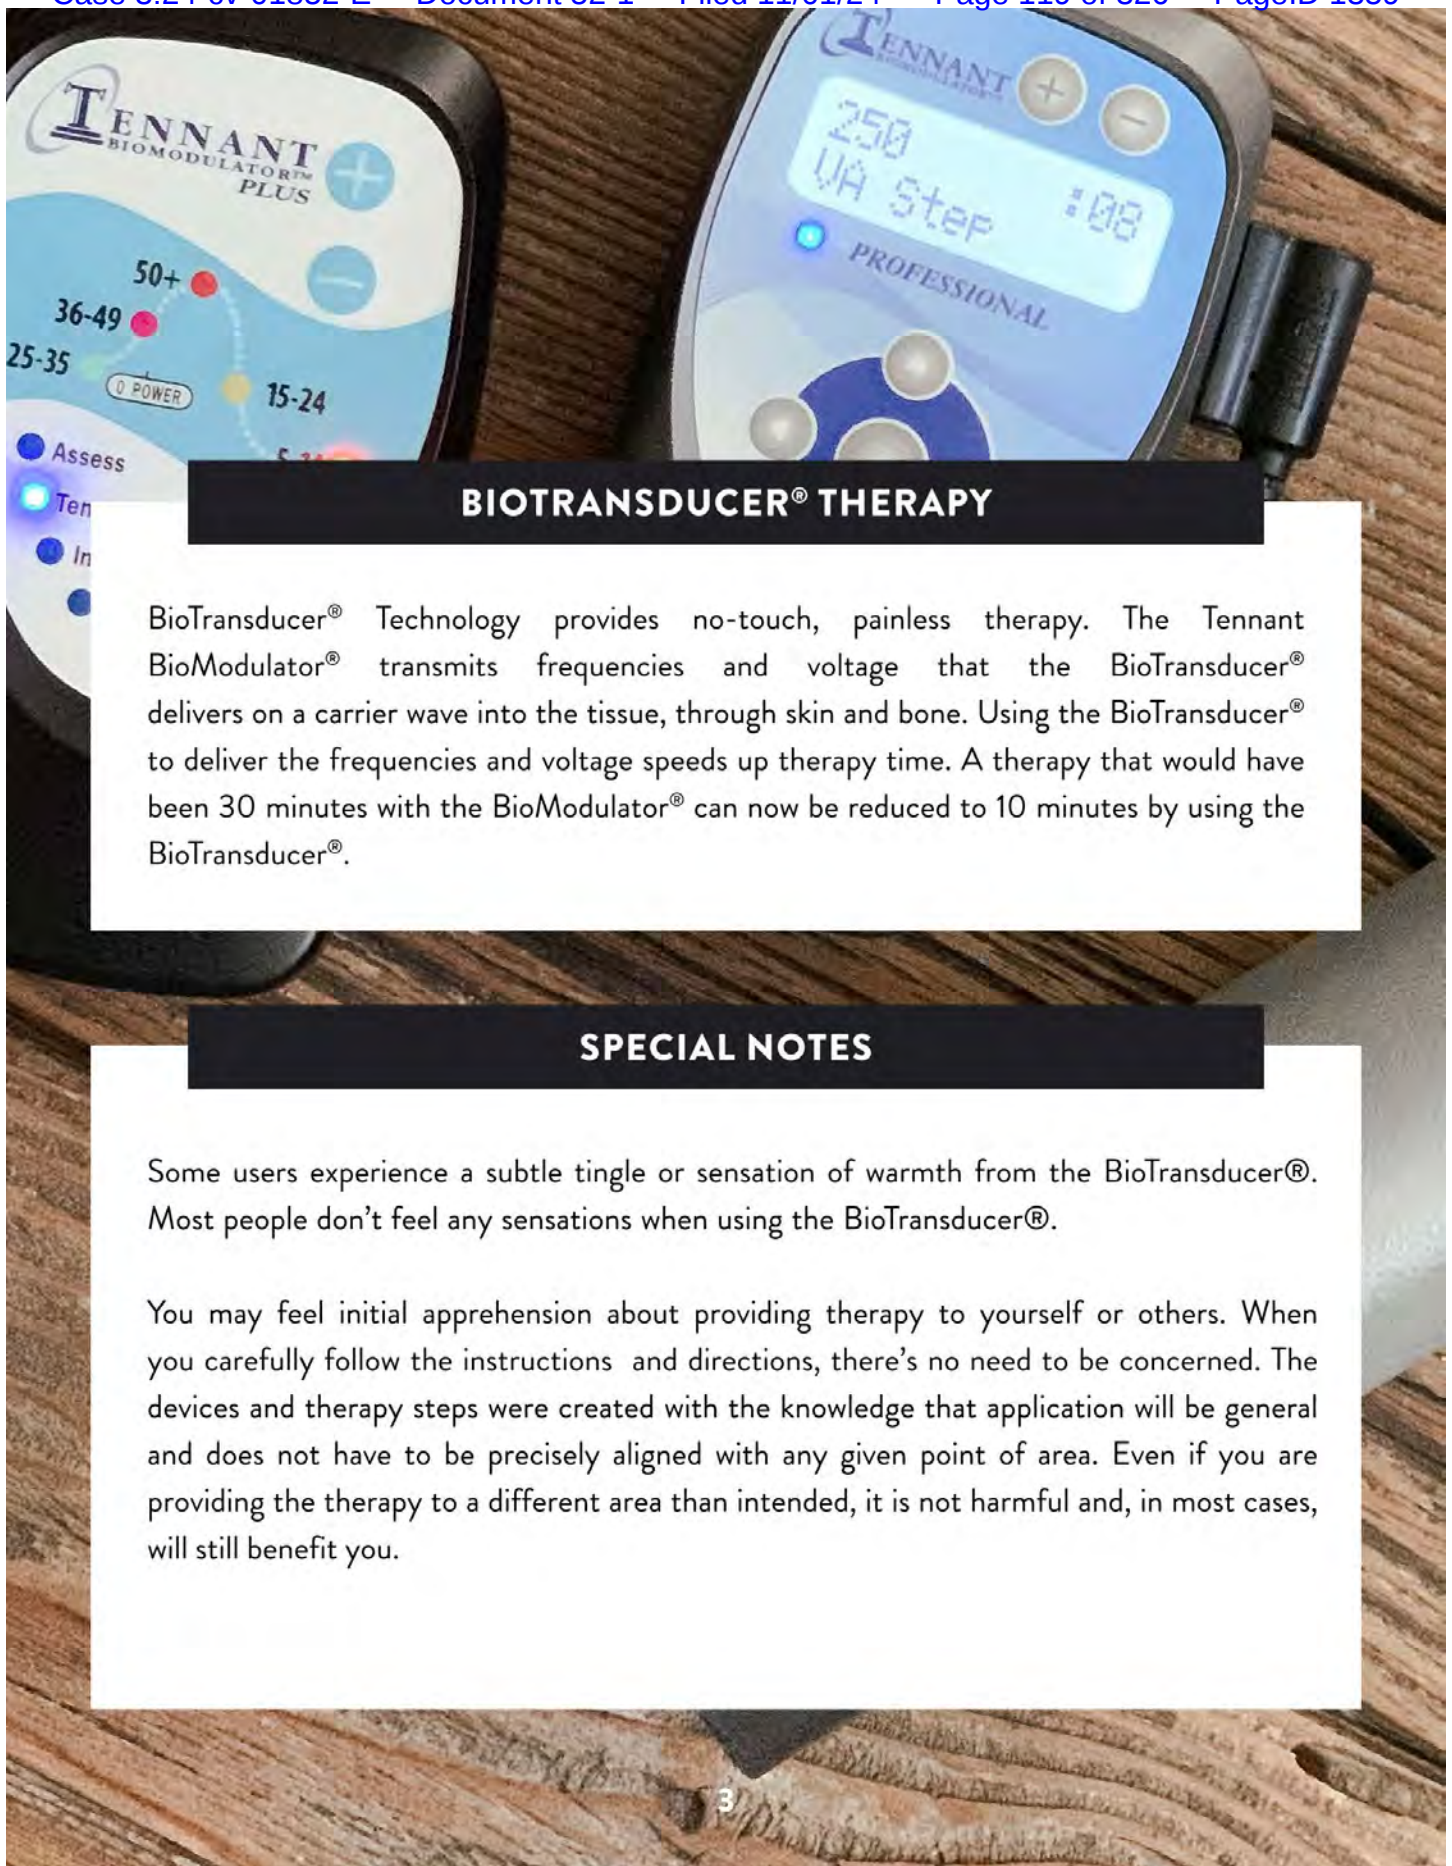 TENNANT
BIOMODULATOR™
PLUS
50+
36-49
25-35
0 POWER
15-24
Assess
TENNANT
BIOMODULATOR™
250
VA Step :08
PROFESSIONAL
BIOTRANSDUCER® THERAPY
BioTransducer® Technology provides no-touch, painless therapy. The Tennant
BioModulator® transmits frequencies and voltage that the BioTransducer®
delivers on a carrier wave into the tissue, through skin and bone. Using the BioTransducer®
to deliver the frequencies and voltage speeds up therapy time. A therapy that would have
been 30 minutes with the BioModulator® can now be reduced to 10 minutes by using the
BioTransducer®.
SPECIAL NOTES
Some users experience a subtle tingle or sensation of warmth from the BioTransducer®.
Most people don't feel any sensations when using the BioTransducer®.
You may feel initial apprehension about providing therapy to yourself or others. When
you carefully follow the instructions and directions, there's no need to be concerned. The
devices and therapy steps were created with the knowledge that application will be general
and does not have to be precisely aligned with any given point of area. Even if you are
providing the therapy to a different area than intended, it is not harmful and, in most cases,
will still benefit you.
3